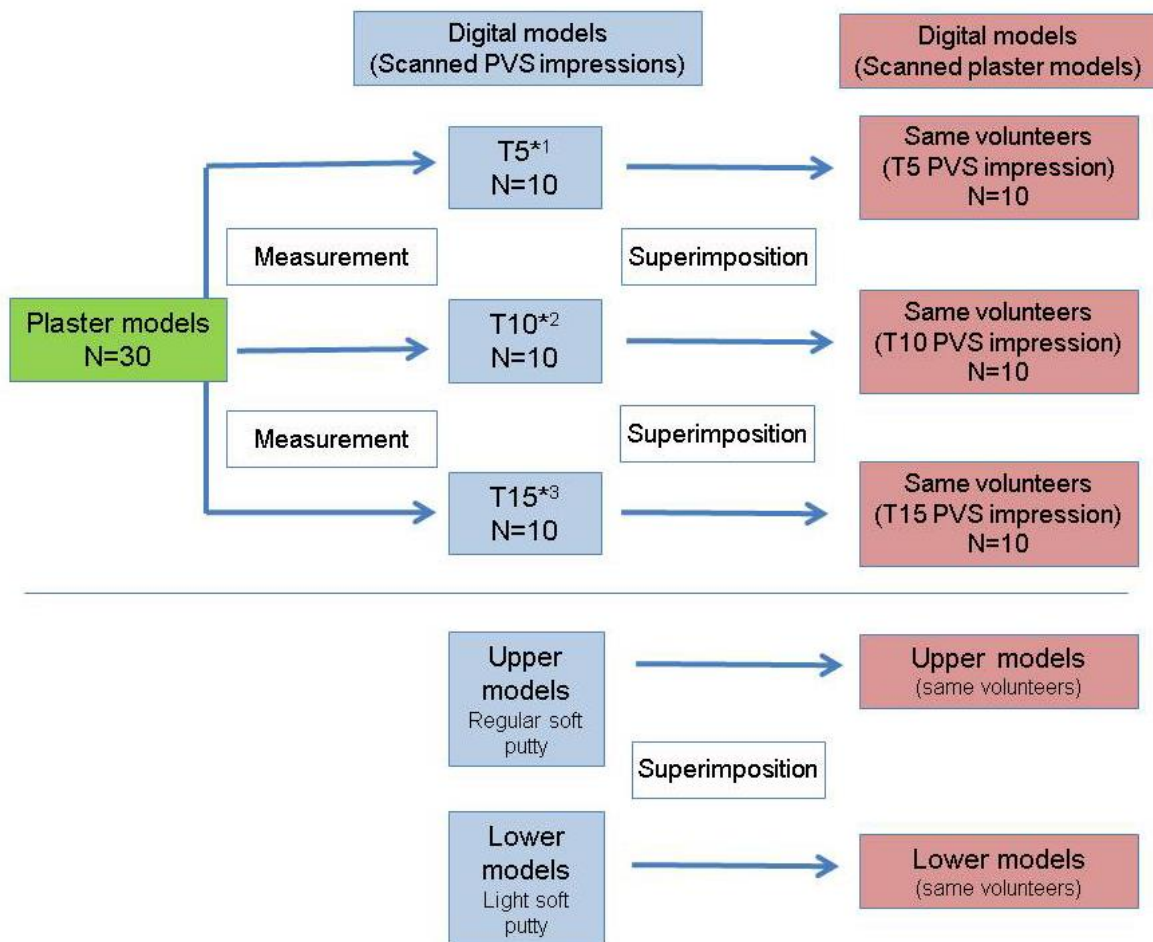 Digital models
(Scanned PVS impressions)
Digital models
(Scanned plaster models)
T5*1
N=10
Same volunteers
(T5 PVS impression)
N=10
Measurement
Superimposition
Plaster models
N=30
T10*2
N=10
Same volunteers
(T10 PVS impression)
N=10
Measurement
Superimposition
T15*3
N=10
Same volunteers
(T15 PVS impression)
N=10
Upper
models
Regular soft
putty
Upper models
(same volunteers)
Superimposition
Lower
models
Light soft
putty
Lower models
(same volunteers)